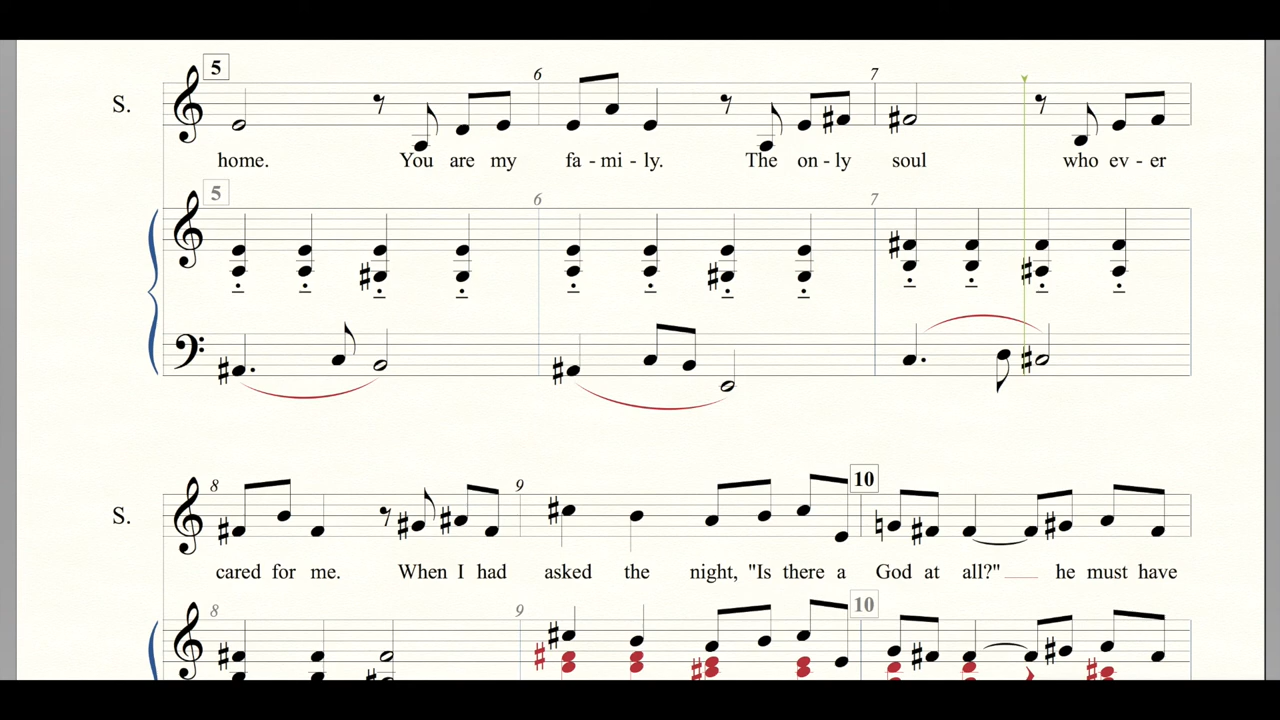 5 6 7
S.
home. You are my fa - mi - ly. The on - ly soul who ev - er
5 6 7
8 9 10
S.
cared for me. When I had asked the night, "Is there a God at all?" he must have
8 9 10